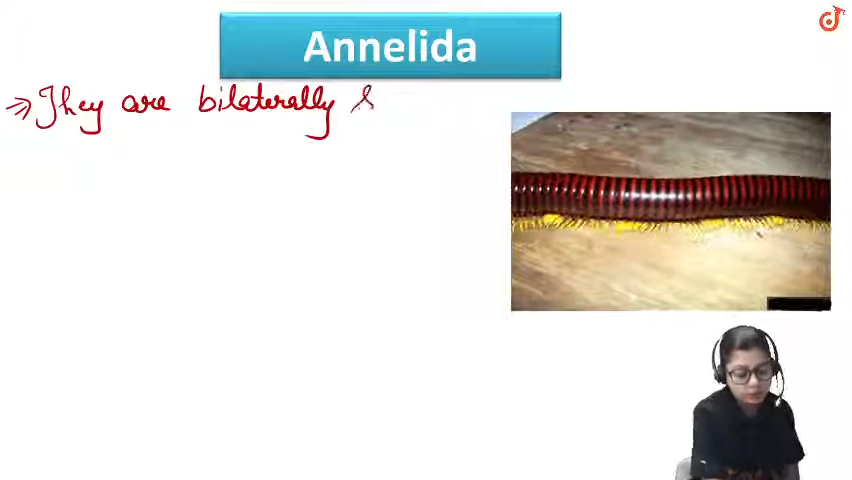 Annelida
⇒ They are bilaterally